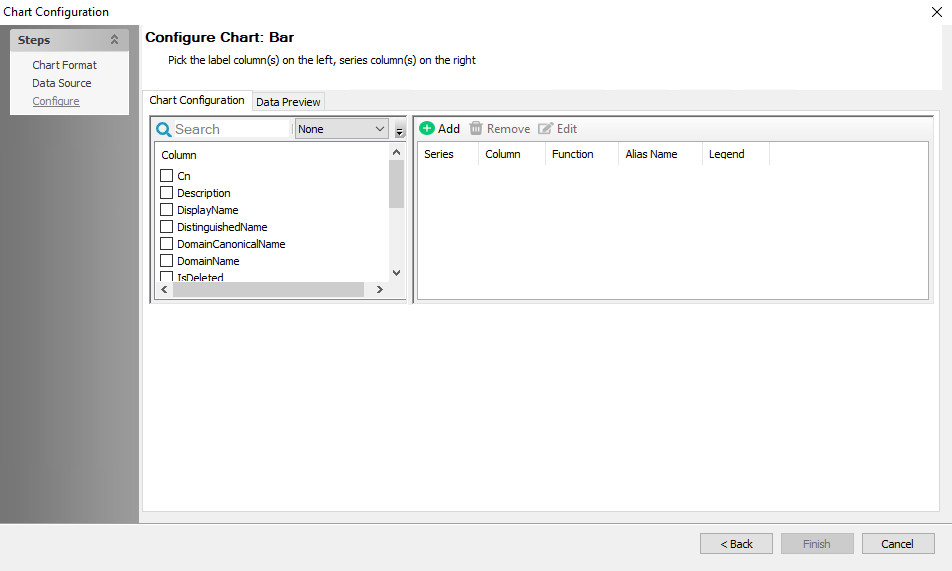 Chart Configuration
Steps
Chart Format
Data Source
Configure
Configure Chart: Bar
Pick the label column(s) on the left, series column(s) on the right
Chart Configuration Data Preview
Search None
Column
Cn
Description
DisplayName
DistinguishedName
DomainCanonicalName
DomainName
IsDeleted
Add Remove Edit
Series Column Function Alias Name Legend
< Back Finish Cancel